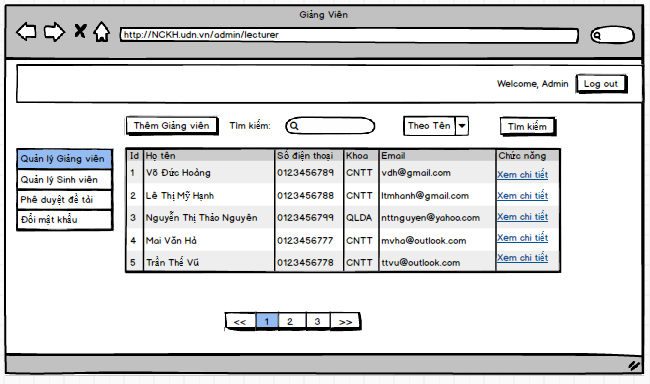 Giảng Viên
http://NCKH.udn.vn/admin/lecturer
Welcome, Admin Log out
Thêm Giảng viên Tìm kiếm: Theo Tên Tìm kiếm
Quản lý Giảng viên
Quản lý Sinh viên
Phê duyệt đề tài
Đổi mật khẩu
Id Họ tên Số điện thoại Khoa Email Chức năng
1 Võ Đức Hoàng 0123456789 CNTT vdh@gmail.com Xem chi tiết
2 Lê Thị Mỹ Hạnh 0123456788 CNTT ltmhanh@gmail.com Xem chi tiết
3 Nguyễn Thị Thảo Nguyên 0123456799 QLDA nttnguyen@yahoo.com Xem chi tiết
4 Mai Văn Hà 0123456777 CNTT mvha@outlook.com Xem chi tiết
5 Trần Thế Vũ 0123456778 CNTT ttvu@outlook.com Xem chi tiết
<< 1 2 3 >>